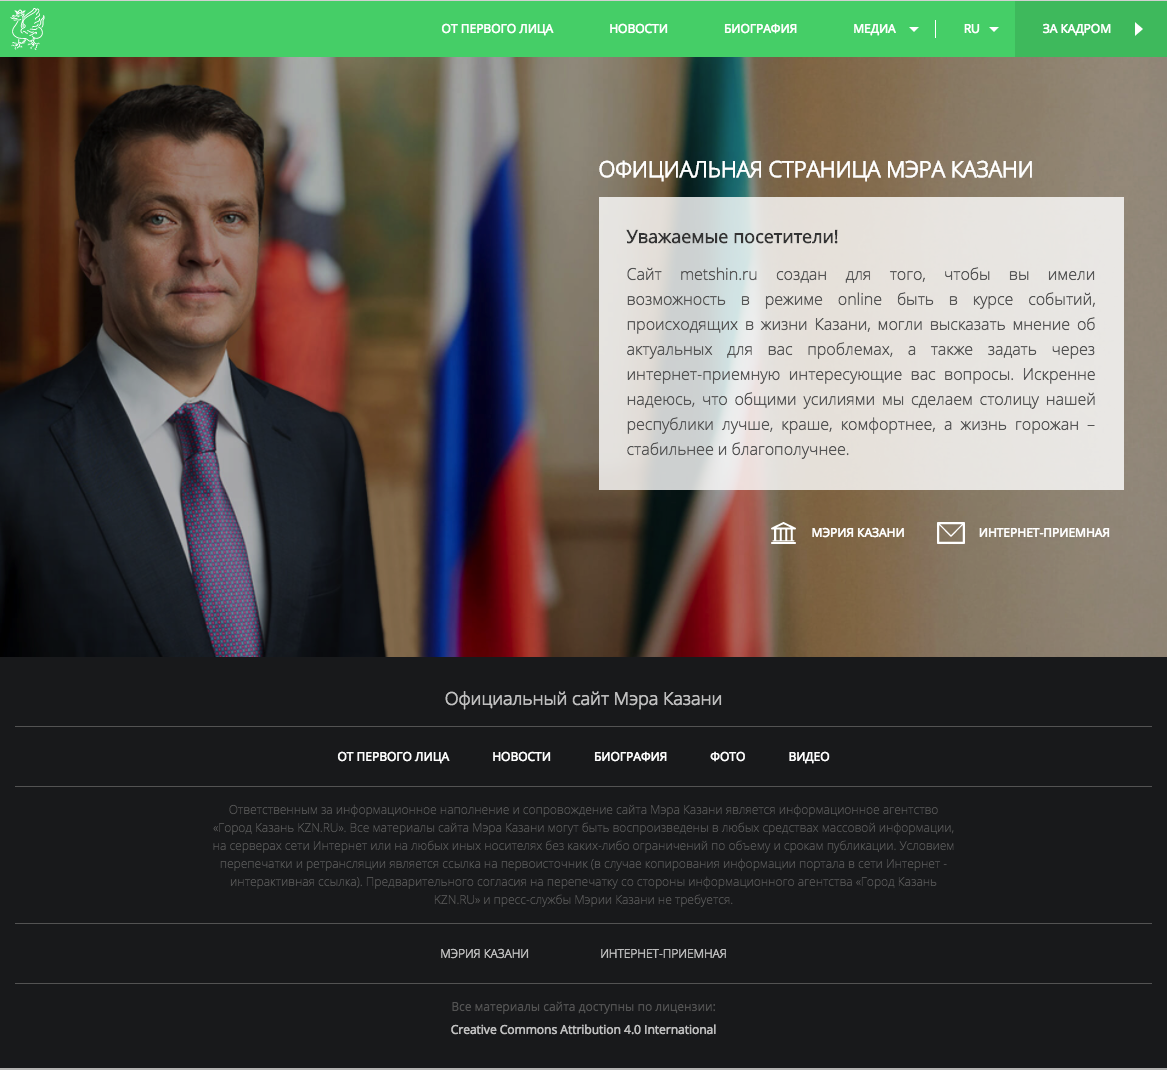 ОТ ПЕРВОГО ЛИЦА НОВОСТИ БИОГРАФИЯ МЕДИА RU ЗА КАДРОМ
ОФИЦИАЛЬНАЯ СТРАНИЦА МЭРА КАЗАНИ
Уважаемые посетители!
Сайт metshin.ru создан для того, чтобы вы имели
возможность в режиме online быть в курсе событий,
происходящих в жизни Казани, могли высказать мнение об
актуальных для вас проблемах, а также задать через
интернет-приемную интересующие вас вопросы. Искренне
надеюсь, что общими усилиями мы сделаем столицу нашей
республики лучше, краше, комфортнее, а жизнь горожан –
стабильнее и благополучнее.
МЭРИЯ КАЗАНИ ИНТЕРНЕТ-ПРИЕМНАЯ
Официальный сайт Мэра Казани
ОТ ПЕРВОГО ЛИЦА НОВОСТИ БИОГРАФИЯ ФОТО ВИДЕО
Ответственным за информационное наполнение и сопровождение сайта Мэра Казани является информационное агентство
«Город Казань KZN.RU». Все материалы сайта Мэра Казани могут быть воспроизведены в любых средствах массовой информации,
на серверах сети Интернет или на любых иных носителях без каких-либо ограничений по объему и срокам публикации. Условием
перепечатки и ретрансляции является ссылка на первоисточник (в случае копирования информации портала в сети Интернет -
интерактивная ссылка). Предварительного согласия на перепечатку со стороны информационного агентства «Город Казань
KZN.RU» и пресс-службы Мэрии Казани не требуется.
МЭРИЯ КАЗАНИ ИНТЕРНЕТ-ПРИЕМНАЯ
Все материалы сайта доступны по лицензии:
Creative Commons Attribution 4.0 International